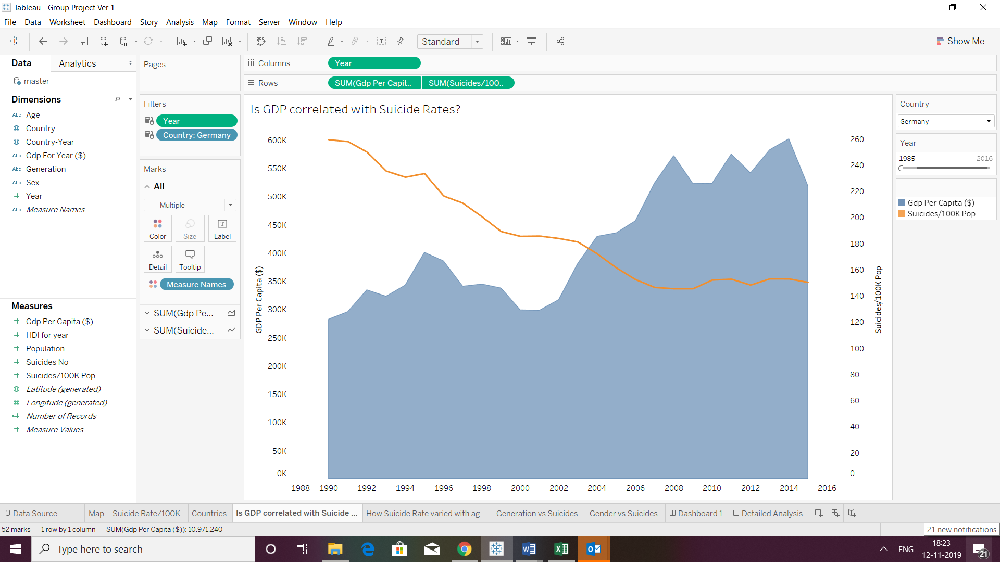 Tableau - Group Project Ver 1
File Data Worksheet Dashboard Story Analysis Map Format Server Window Help
Standard
Show Me
Data
Analytics
master
Dimensions
Abc Age
Country
Country-Year
Abc Gdp For Year ($)
Abc Generation
Abc Sex
# Year
Abc Measure Names
Measures
# Gdp Per Capita ($)
# HDI for year
# Population
# Suicides No
# Suicides/100K Pop
Latitude (generated)
Longitude (generated)
=# Number of Records
# Measure Values
Pages
Filters
Year
Country: Germany
Marks
All
Multiple
Color
Size
T
Label
Detail
Tooltip
Measure Names
SUM(Gdp Pe...
SUM(Suicide...
Columns
Year
Rows
SUM(Gdp Per Capit..
SUM(Suicides/100..
Is GDP correlated with Suicide Rates?
GDP Per Capita ($)
600K
550K
500K
450K
400K
350K
300K
250K
200K
150K
100K
50K
0K
1988 1990 1992 1994 1996 1998 2000 2002 2004 2006 2008 2010 2012 2014 2016
260
240
220
200
180
160
140
120
100
80
60
40
20
0
Suicides/100K Pop
Country
Germany
Year
1985 2016
Gdp Per Capita ($)
Suicides/100K Pop
Data Source
Map
Suicide Rate/100K
Countries
Is GDP correlated with Suicide ...
How Suicide Rate varied with ag...
Generation vs Suicides
Gender vs Suicides
Dashboard 1
Detailed Analysis
52 marks 1 row by 1 column SUM(Gdp Per Capita ($)): 10,971,240
21 new notifications
Type here to search
ENG
18:23
12-11-2019
21